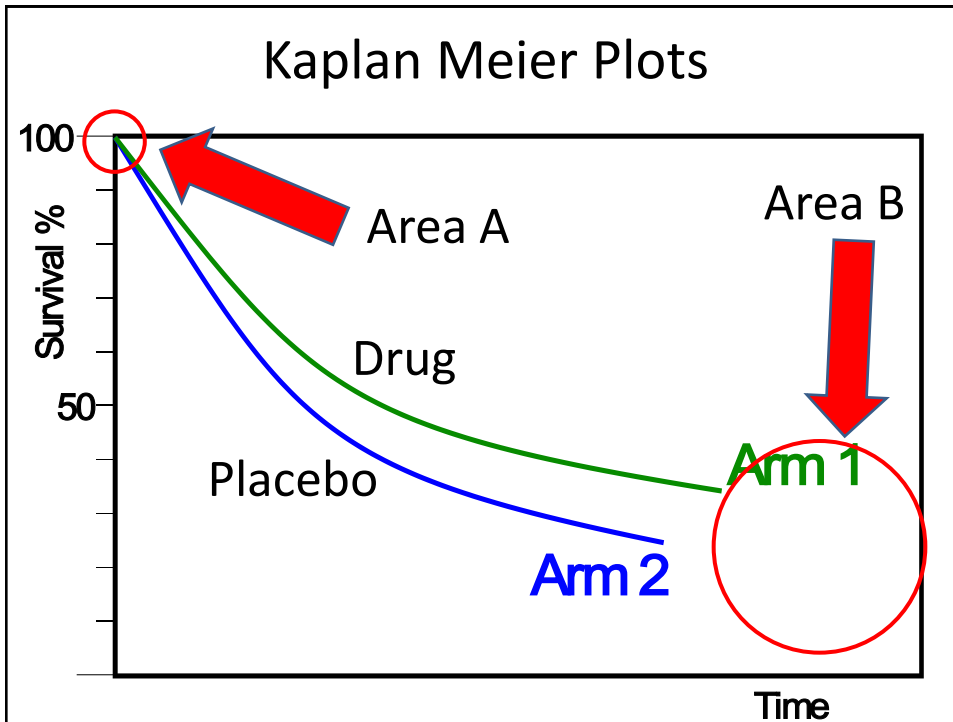 Kaplan Meier Plots
100
Area A
Area B
Survival %
Drug
50
Arm 1
Placebo
Arm 2
Time